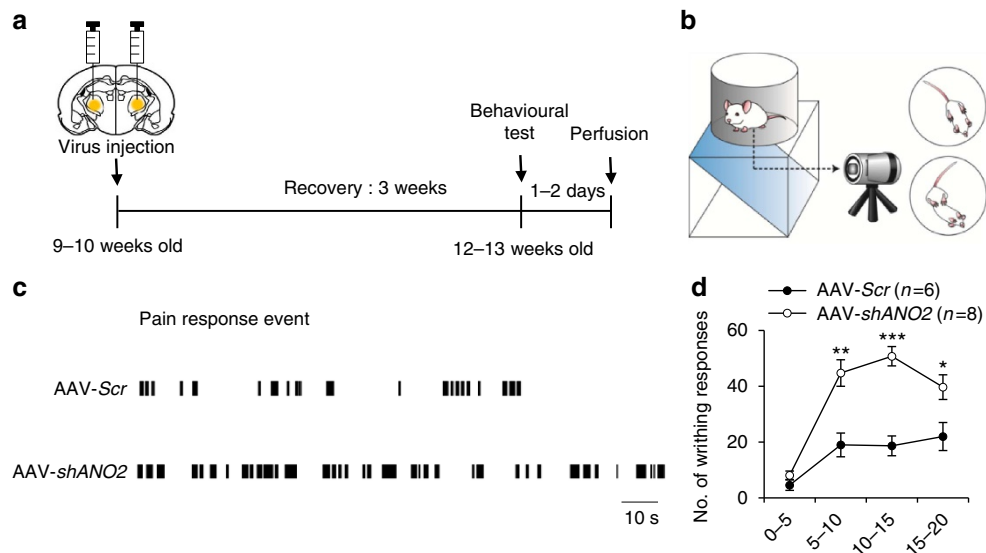 a
Virus injection
Behavioural
test
Perfusion
Recovery : 3 weeks
1–2 days
9–10 weeks old
12–13 weeks old
b
c
Pain response event
AAV-Scr
AAV-shANO2
10 s
d
AAV-Scr (n=6)
AAV-shANO2 (n=8)
No. of writhing responses
60
40
20
0
**
***
*
0–5
5–10
10–15
15–20